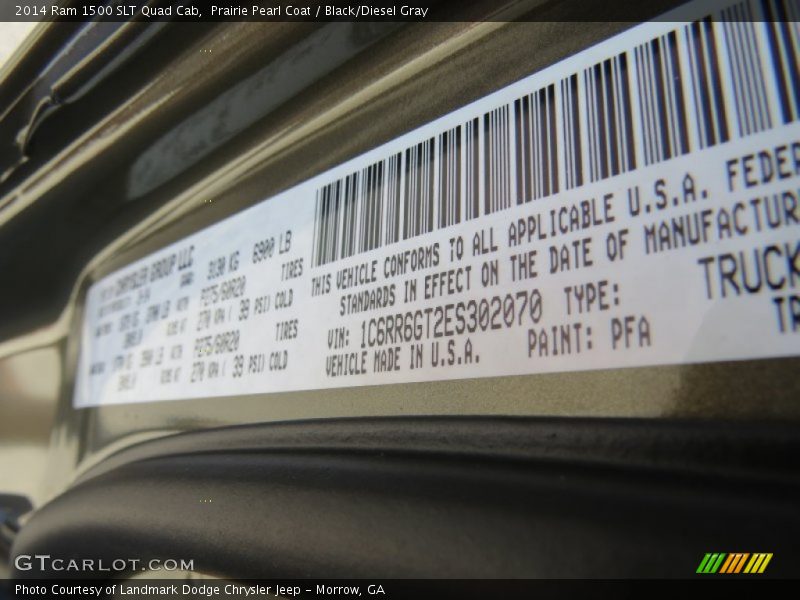 2014 Ram 1500 SLT Quad Cab, Prairie Pearl Coat / Black/Diesel Gray
CHRYSLER GROUP LLC
3130 KG 6900 LB
TIRES
P275/60R20
270 KPA ( 39 PSI) COLD
TIRES
P275/60R20
270 KPA ( 39 PSI) COLD
THIS VEHICLE CONFORMS TO ALL APPLICABLE U.S.A. FEDER
STANDARDS IN EFFECT ON THE DATE OF MANUFACTUR
VIN: 1C6RR6GT2ES302070 TYPE: TRUCK
VEHICLE MADE IN U.S.A. PAINT: PFA TR
GTCARLOT.COM
Photo Courtesy of Landmark Dodge Chrysler Jeep – Morrow, GA